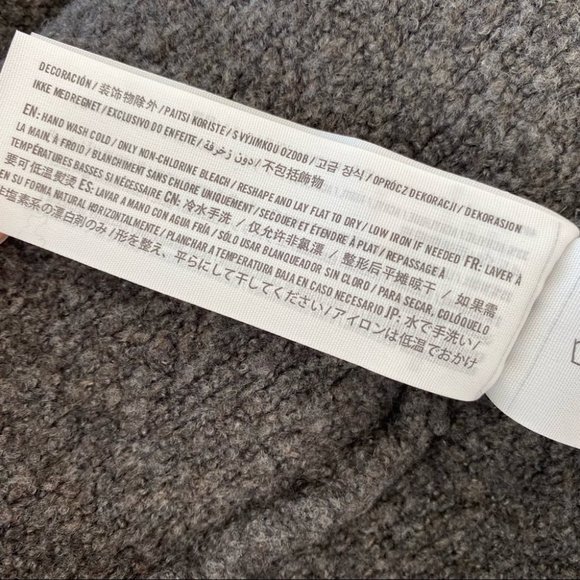 DECORACIÓN / 装饰物除外 / PAITSI KORISTE / S VÝJIMKOU OZDOB / 고급 장식 / OPRÓCZ DEKORACJI / DEKORASION
IKKE MEDREGNET / EXCLUSIVO DO ENFEITE / دون زخرفة / 不包括飾物
EN: HAND WASH COLD / ONLY NON-CHLORINE BLEACH / RESHAPE AND LAY FLAT TO DRY / LOW IRON IF NEEDED FR: LAVER À
LA MAIN, À FROID / BLANCHIMENT SANS CHLORE UNIQUEMENT / SECOUER ET ÉTENDRE À PLAT / REPASSAGE À
TEMPÉRATURES BASSES SI NÉCESSAIRE CN: 冷水手洗 / 仅允许非氯漂 / 整形后平摊晾干 / 如果需
要可低温熨烫 ES: LAVAR A MANO CON AGUA FRÍA / SÓLO USAR BLANQUEADOR SIN CLORO / PARA SECAR, COLÓQUELO
EN SU FORMA NATURAL HORIZONTALMENTE / PLANCHAR A TEMPERATURA BAJA EN CASO NECESARIO JP: 水で手洗い /
塩素系の漂白剤のみ / 形を整え、平らにして干してください / アイロンは低温でおかけ